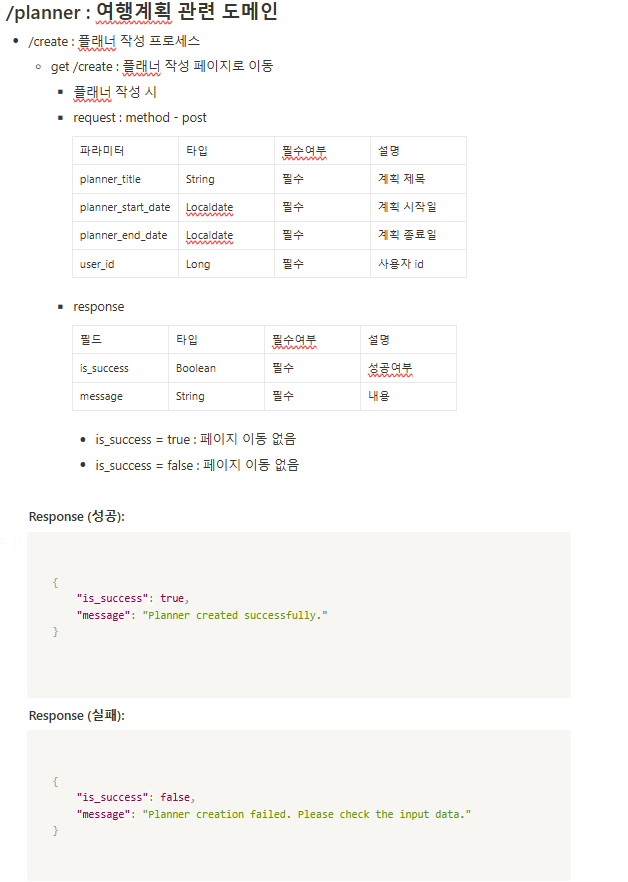 /planner : 여행계획 관련 도메인
/create : 플래너 작성 프로세스
get /create : 플래너 작성 페이지로 이동
플래너 작성 시
request : method - post
파라미터 타입 필수여부 설명
planner_title String 필수 계획 제목
planner_start_date Localdate 필수 계획 시작일
planner_end_date Localdate 필수 계획 종료일
user_id Long 필수 사용자 id
response
필드 타입 필수여부 설명
is_success Boolean 필수 성공여부
message String 필수 내용
is_success = true : 페이지 이동 없음
is_success = false : 페이지 이동 없음
Response (성공):
{
"is_success": true,
"message": "Planner created successfully."
}
Response (실패):
{
"is_success": false,
"message": "Planner creation failed. Please check the input data."
}